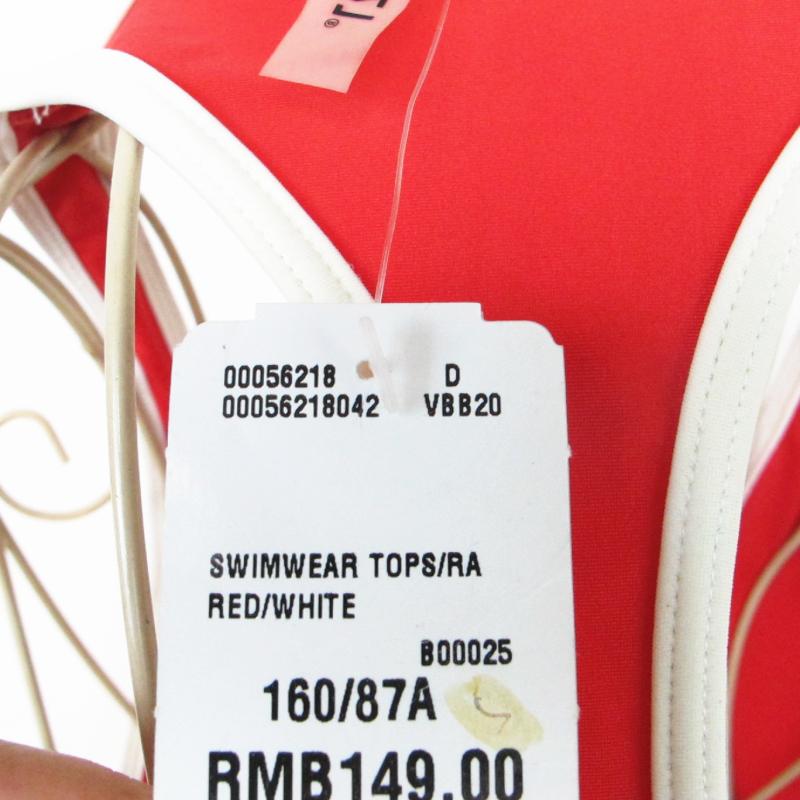 00056218 D
00056218042 VBB20
SWIMWEAR TOPS/RA
RED/WHITE
B00025
160/87A
RMB149.00